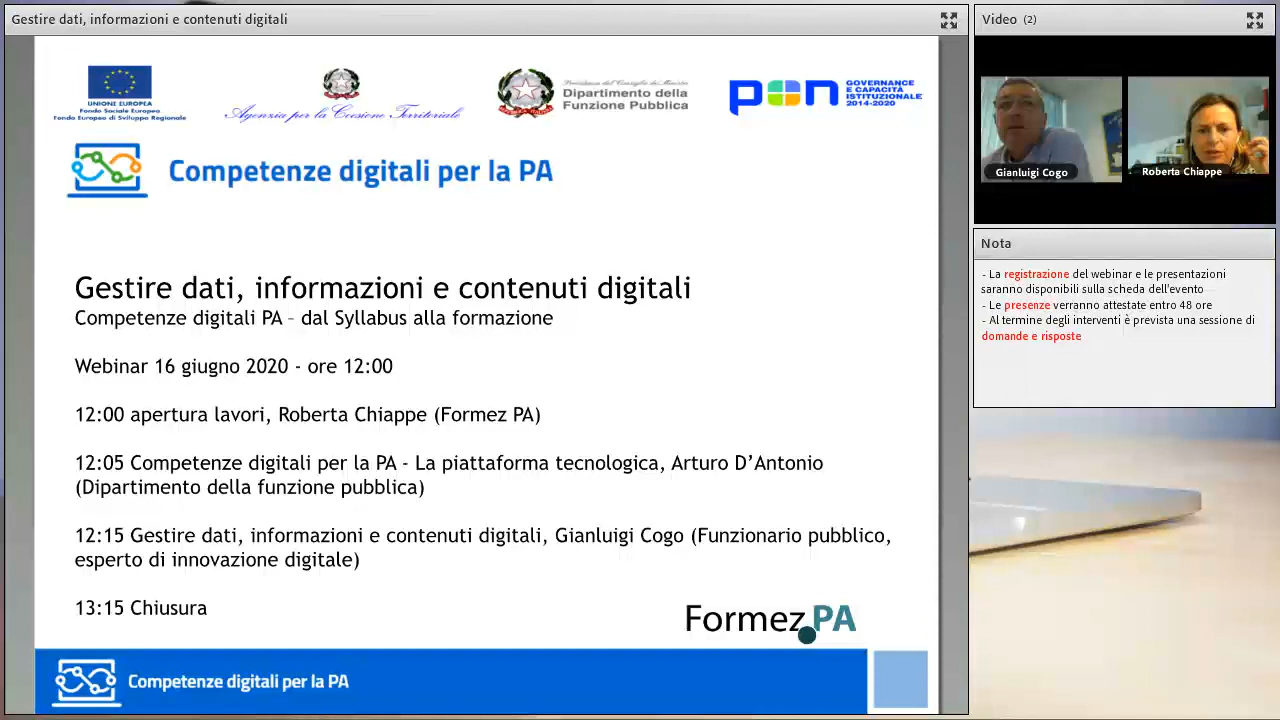 Gestire dati, informazioni e contenuti digitali
UNIONE EUROPEA
Fondo Sociale Europeo
Fondo Europeo di Sviluppo Regionale
Agenzia per la Coesione Territoriale
Presidenza del Consiglio dei Ministri
Dipartimento della
Funzione Pubblica
pon
GOVERNANCE
E CAPACITÀ
ISTITUZIONALE
2014-2020
Competenze digitali per la PA
Gestire dati, informazioni e contenuti digitali
Competenze digitali PA – dal Syllabus alla formazione
Webinar 16 giugno 2020 - ore 12:00
12:00 apertura lavori, Roberta Chiappe (Formez PA)
12:05 Competenze digitali per la PA - La piattaforma tecnologica, Arturo D’Antonio
(Dipartimento della funzione pubblica)
12:15 Gestire dati, informazioni e contenuti digitali, Gianluigi Cogo (Funzionario pubblico,
esperto di innovazione digitale)
13:15 Chiusura
Formez PA
Competenze digitali per la PA
Video (2)
Gianluigi Cogo
Roberta Chiappe
Nota
- La registrazione del webinar e le presentazioni
saranno disponibili sulla scheda dell'evento
- Le presenze verranno attestate entro 48 ore
- Al termine degli interventi è prevista una sessione di
domande e risposte